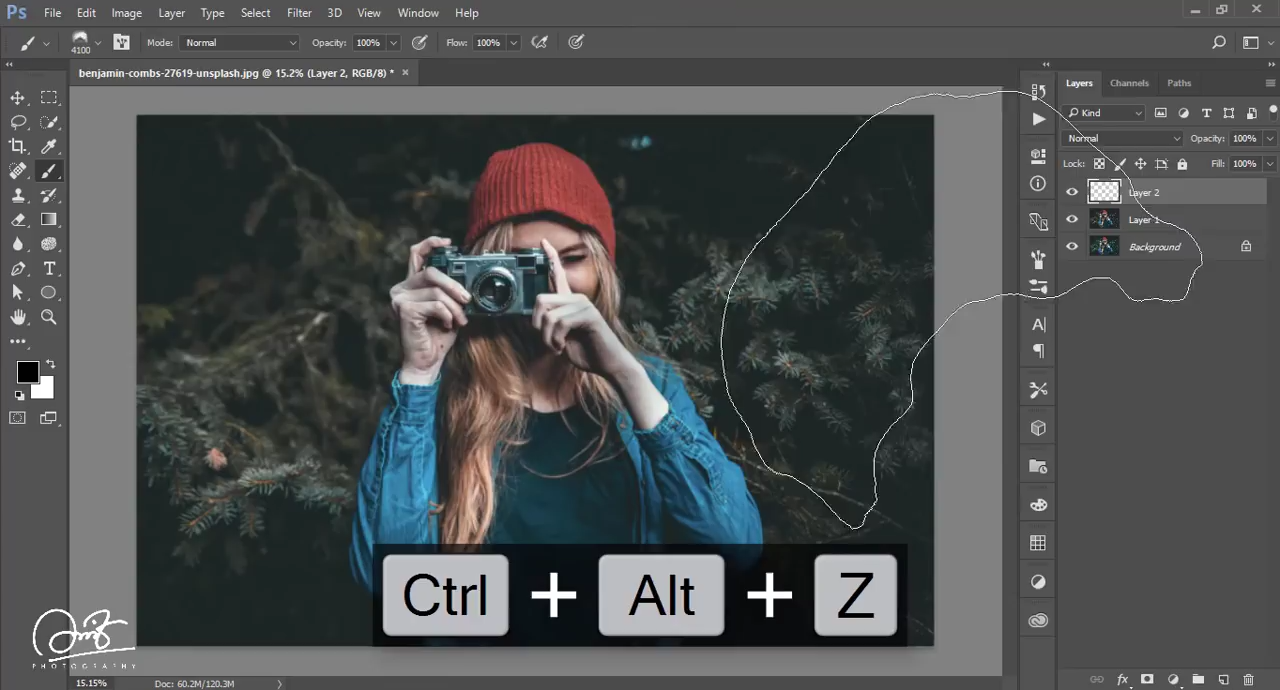 Ps File Edit Image Layer Type Select Filter 3D View Window Help
4100 Mode: Normal Opacity: 100% Flow: 100%
benjamin-combs-27619-unsplash.jpg @ 15.2% (Layer 2, RGB/8) * ×
Layers Channels Paths
Kind
Normal Opacity: 100%
Lock: Fill: 100%
Layer 2
Layer 1
Background
Ctrl + Alt + Z
PHOTOGRAPHY
15.15% Doc: 60.2M/120.3M